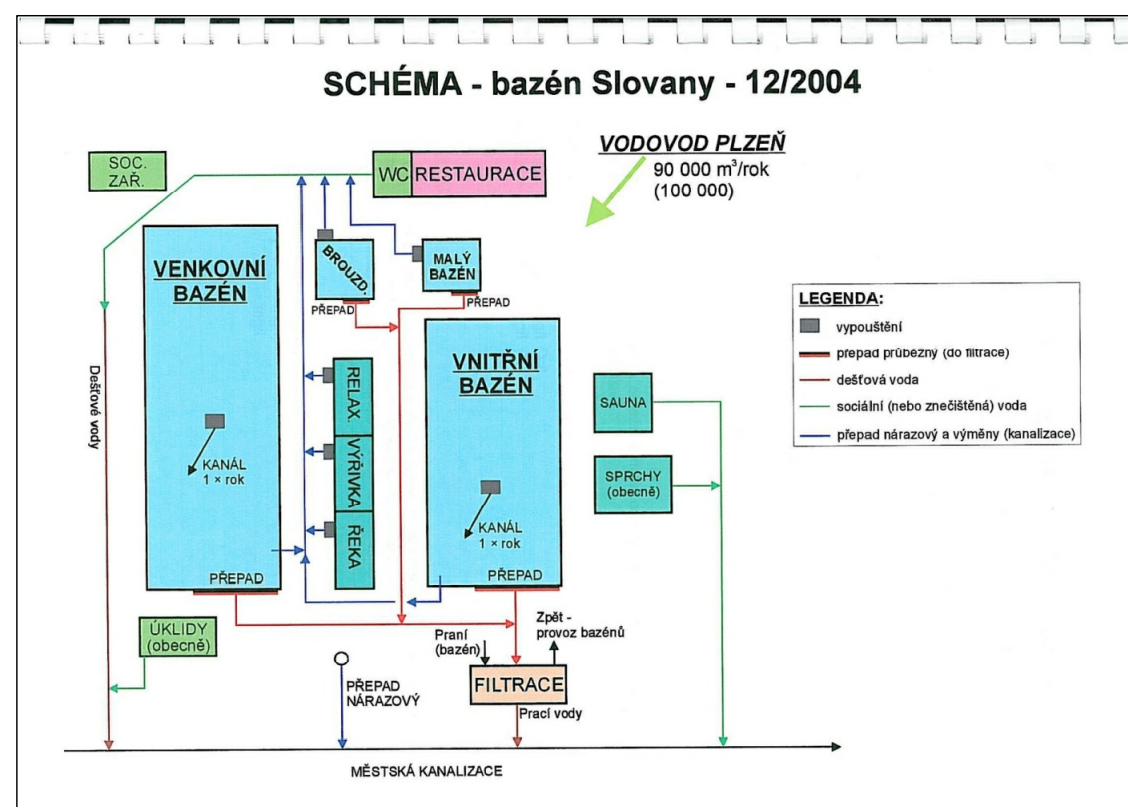 SCHÉMA - bazén Slovany - 12/2004
VODOVOD PLZEŇ
90 000 m³/rok
(100 000)
SOC.
ZAŘ.
WC RESTAURACE
VENKOVNÍ
BAZÉN
BROUZD.
PŘEPAD
MALÝ
BAZÉN
PŘEPAD
VNITŘNÍ
BAZÉN
LEGENDA:
vypouštění
přepad průběžný (do filtrace)
dešťová voda
sociální (nebo znečištěná) voda
přepad nárazový a výměny (kanalizace)
Dešťové vody
RELAX.
VÝŘIVKA
ŘEKA
SAUNA
SPRCHY
(obecně)
KANÁL
1 × rok
KANÁL
1 × rok
PŘEPAD
PŘEPAD
ÚKLIDY
(obecně)
Praní
(bazén)
Zpět -
provoz bazénů
PŘEPAD
NÁRAZOVÝ
FILTRACE
Prací vody
MĚSTSKÁ KANALIZACE